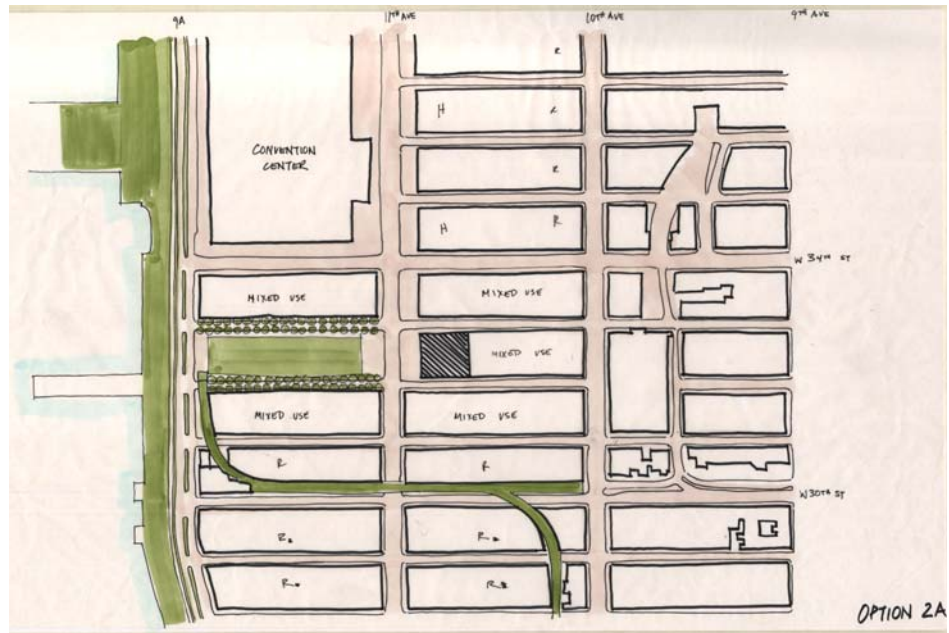 9A
11TH AVE
10TH AVE
9TH AVE
R
H
R
CONVENTION
CENTER
R
H
R
W 34TH ST
MIXED USE
MIXED USE
MIXED USE
MIXED USE
MIXED USE
R
R
W 30TH ST
R
R
R
R
OPTION 2A